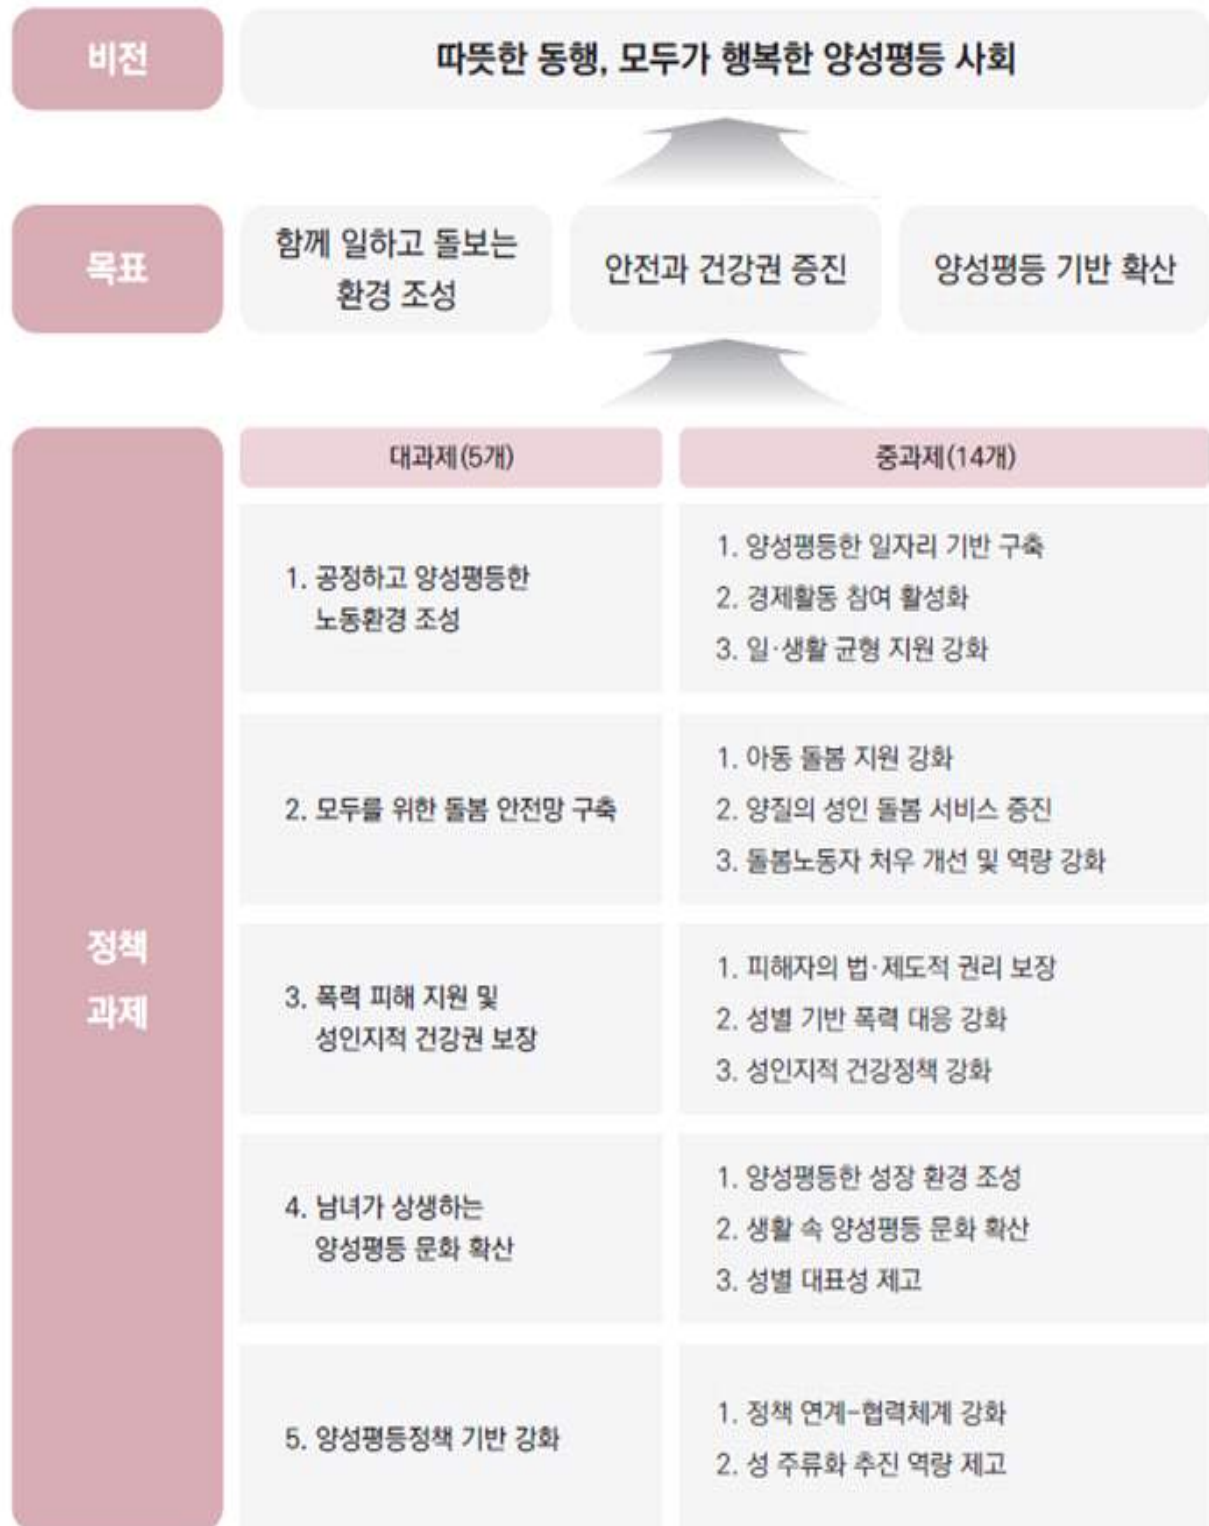 비전
따뜻한 동행, 모두가 행복한 양성평등 사회
목표
함께 일하고 돌보는
환경 조성
안전과 건강권 증진
양성평등 기반 확산
정책
과제
대과제(5개)
중과제(14개)
1. 공정하고 양성평등한
노동환경 조성
1. 양성평등한 일자리 기반 구축
2. 경제활동 참여 활성화
3. 일·생활 균형 지원 강화
2. 모두를 위한 돌봄 안전망 구축
1. 아동 돌봄 지원 강화
2. 양질의 성인 돌봄 서비스 증진
3. 돌봄노동자 처우 개선 및 역량 강화
3. 폭력 피해 지원 및
성인지적 건강권 보장
1. 피해자의 법·제도적 권리 보장
2. 성별 기반 폭력 대응 강화
3. 성인지적 건강정책 강화
4. 남녀가 상생하는
양성평등 문화 확산
1. 양성평등한 성장 환경 조성
2. 생활 속 양성평등 문화 확산
3. 성별 대표성 제고
5. 양성평등정책 기반 강화
1. 정책 연계-협력체계 강화
2. 성 주류화 추진 역량 제고